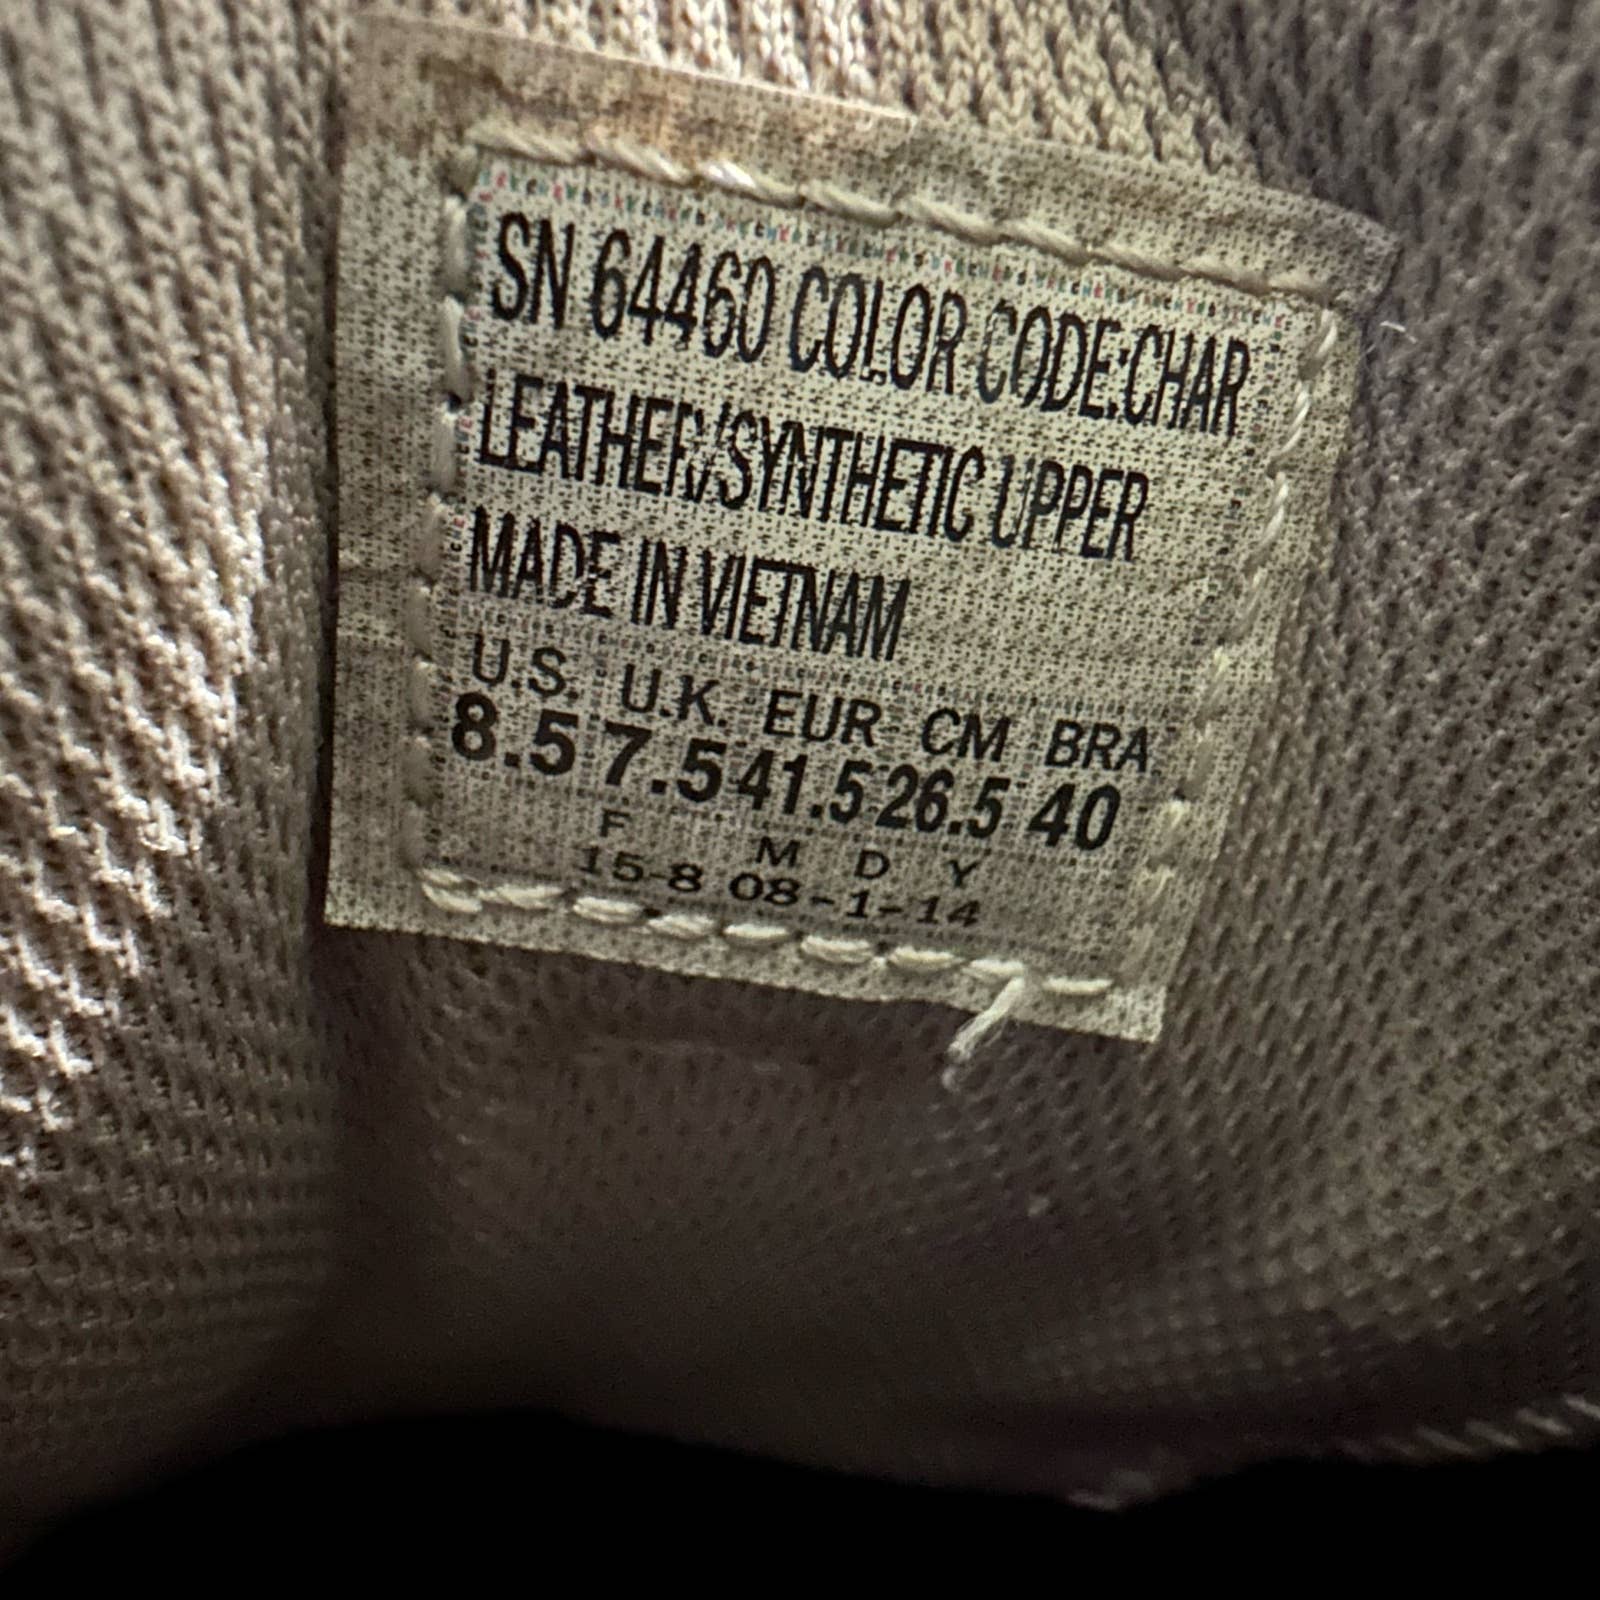 SN 64460 COLOR CODE:CHAR
LEATHER/SYNTHETIC UPPER
MADE IN VIETNAM
U.S. U.K. EUR CM BRA
8.5 7.5 41.5 26.5 40
F M D Y
15-8 08-1-14